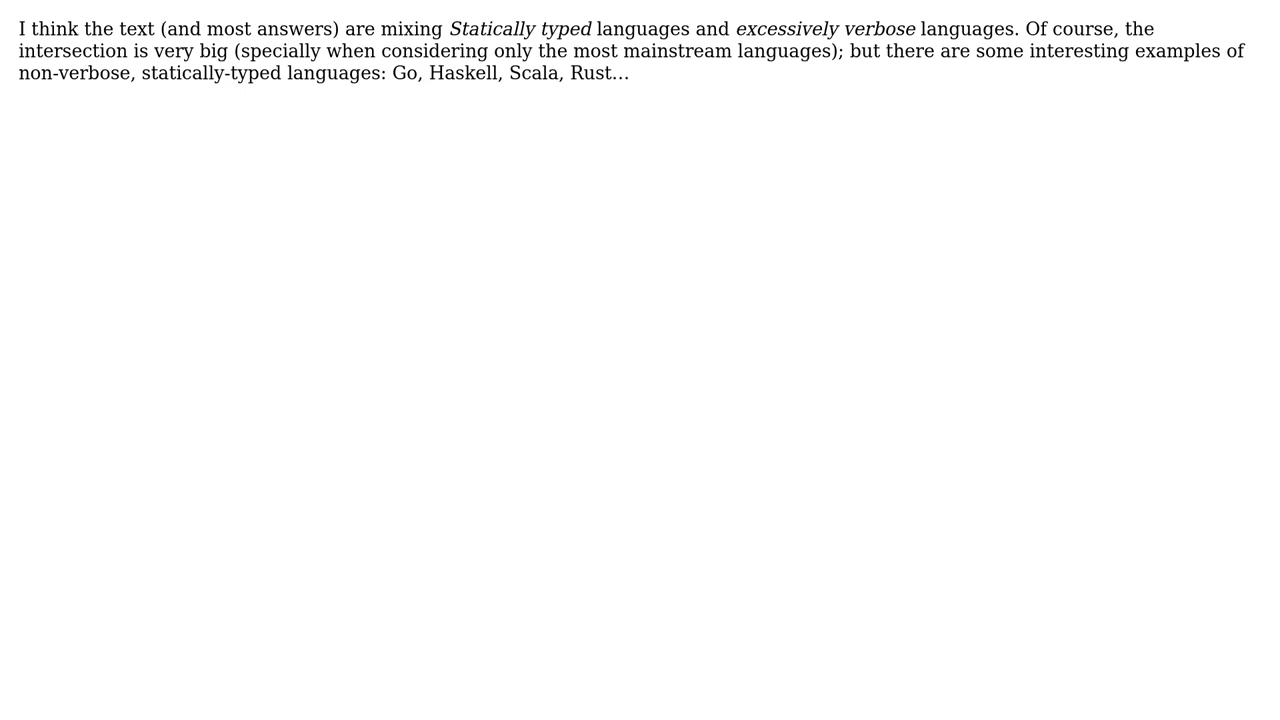 I think the text (and most answers) are mixing Statically typed languages and excessively verbose languages. Of course, the
intersection is very big (specially when considering only the most mainstream languages); but there are some interesting examples of
non-verbose, statically-typed languages: Go, Haskell, Scala, Rust…